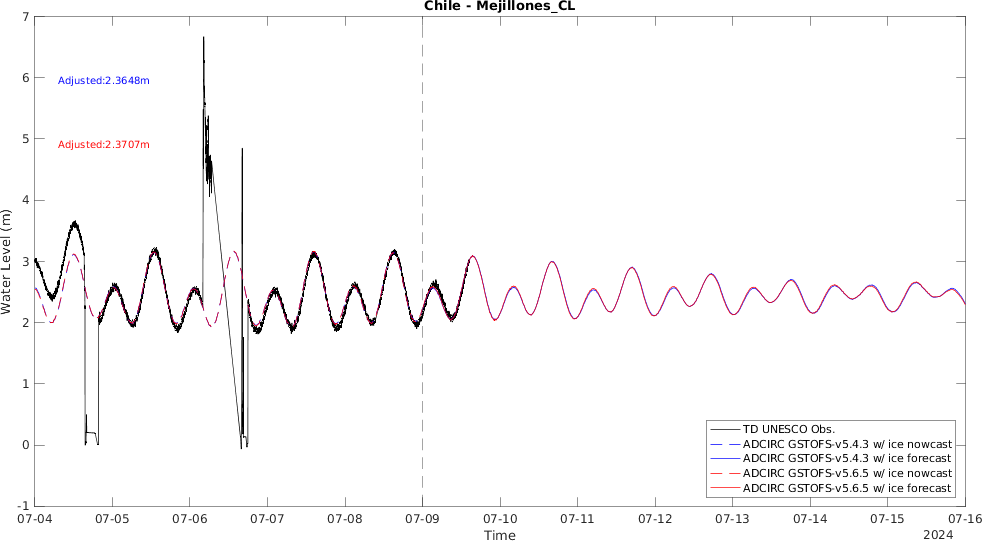 Chile - Mejillones_CL
7
6
5
4
3
2
1
0
-1
Water Level (m)
Adjusted:2.3648m
Adjusted:2.3707m
TD UNESCO Obs.
ADCIRC GSTOFS-v5.4.3 w/ ice nowcast
ADCIRC GSTOFS-v5.4.3 w/ ice forecast
ADCIRC GSTOFS-v5.6.5 w/ ice nowcast
ADCIRC GSTOFS-v5.6.5 w/ ice forecast
07-04 07-05 07-06 07-07 07-08 07-09 07-10 07-11 07-12 07-13 07-14 07-15 07-16
Time
2024